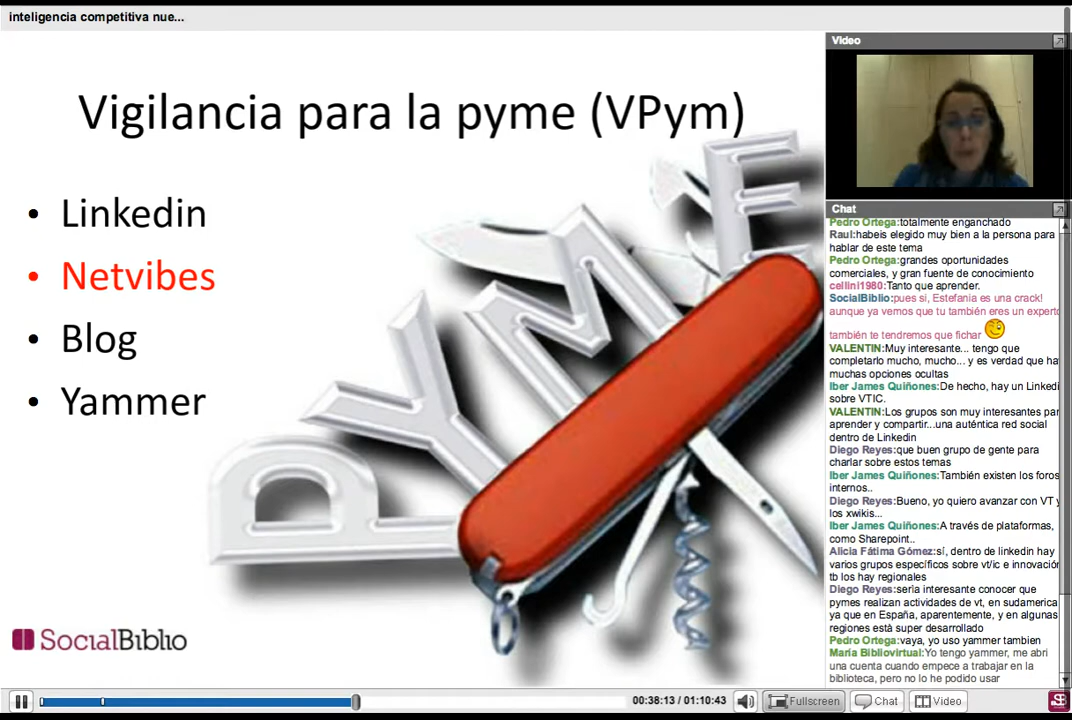 inteligencia competitiva nue...
Vigilancia para la pyme (VPym)
• Linkedin
• Netvibes
• Blog
• Yammer
PYME
SocialBiblio
Video
Chat
Pedro Ortega:totalmente enganchado
Raul:habeis elegido muy bien a la persona para
hablar de este tema
Pedro Ortega:grandes oportunidades
comerciales, y gran fuente de conocimiento
cellini1980:Tanto que aprender.
SocialBiblio:pues si, Estefania es una crack!
aunque ya vemos que tu también eres un experto
también te tendremos que fichar
VALENTIN:Muy interesante... tengo que
completarlo mucho, mucho... y es verdad que ha
muchas opciones ocultas
Iber James Quiñones:De hecho, hay un Linkedi
sobre VTIC.
VALENTIN:Los grupos son muy interesantes par
aprender y compartir...una auténtica red social
dentro de Linkedin
Diego Reyes:que buen grupo de gente para
charlar sobre estos temas
Iber James Quiñones:También existen los foros
internos..
Diego Reyes:Bueno, yo quiero avanzar con VT y
los xwikis...
Iber James Quiñones:A través de plataformas,
como Sharepoint..
Alicia Fátima Gómez:sí, dentro de linkedin hay
varios grupos específicos sobre vt/ic e innovación
tb los hay regionales
Diego Reyes:seria interesante conocer que
pymes realizan actividades de vt, en sudamerica
ya que en España, aparentemente, y en algunas
regiones està super desarrollado
Pedro Ortega:vaya, yo uso yammer tambien
María Bibliovirtual:Yo tengo yammer, me abri
una cuenta cuando empece a trabajar en la
biblioteca, pero no lo he podido usar
00:38:13 / 01:10:43
Fullscreen
Chat
Video